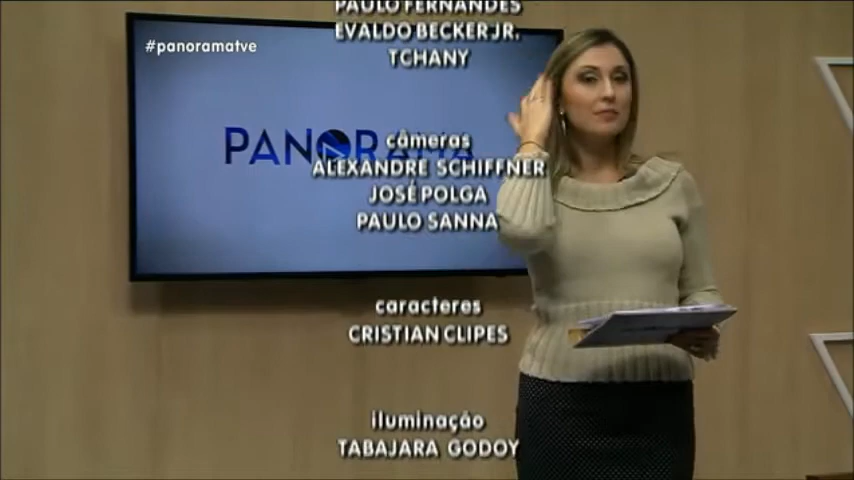 PAULO FERNANDES
EVALDO BECKER JR.
TCHANY
#panoramatve
PANORAMA
câmeras
ALEXANDRE SCHIFFNER
JOSÉ POLGA
PAULO SANNA
caracteres
CRISTIAN CLIPES
iluminação
TABAJARA GODOY